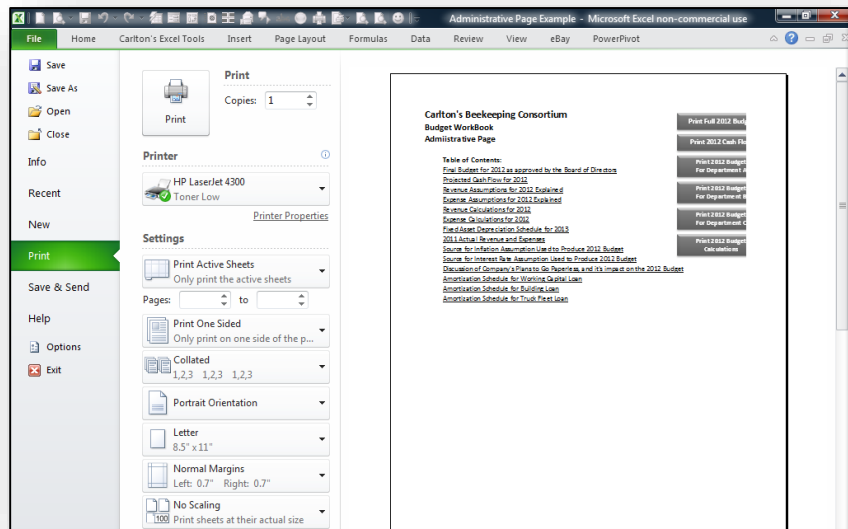 Administrative Page Example - Microsoft Excel non-commercial use
File Home Carlton's Excel Tools Insert Page Layout Formulas Data Review View eBay PowerPivot
Save
Save As
Open
Close
Info
Recent
New
Print
Save & Send
Help
Options
Exit
Print
Print
Copies: 1
Printer
HP LaserJet 4300
Toner Low
Printer Properties
Settings
Print Active Sheets
Only print the active sheets
Pages: to
Print One Sided
Only print on one side of the p...
Collated
1,2,3 1,2,3 1,2,3
Portrait Orientation
Letter
8.5" x 11"
Normal Margins
Left: 0.7" Right: 0.7"
No Scaling
100 Print sheets at their actual size
Carlton's Beekeeping Consortium
Budget WorkBook
Admiistrative Page
Table of Contents:
Final Budget for 2012 as approved by the Board of Directors
Projected Cash Flow for 2012
Revenue Assumptions for 2012 Explained
Expense Assumptions for 2012 Explained
Revenue Calculations for 2012
Expense Calculations for 2012
Fixed Asset Depreciation Schedule for 2013
2011 Actual Revenue and Expenses
Source for Inflation Assumption Used to Produce 2012 Budget
Source for Interest Rate Assumption Used to Produce 2012 Budget
Discussion of Company's Plans to Go Paperless, and it's impact on the 2012 Budget
Amortization Schedule for Working Capital Loan
Amortization Schedule for Building Loan
Amortization Schedule for Truck Fleet Loan
Print Full 2012 Budg
Print 2012 Cash Flo
Print 2012 Budget
For Department A
Print 2012 Budget
For Department
Print 2012 Budget
For Department C
Print 2012 Budget
Calculations